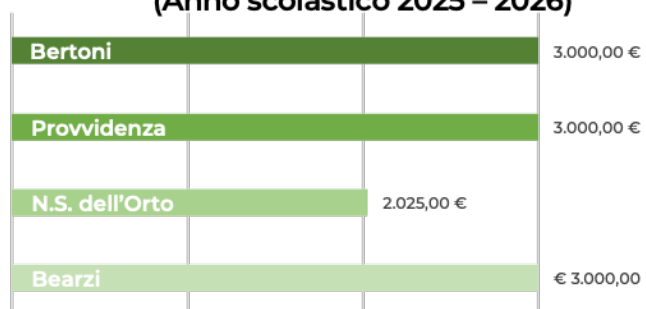 (Anno scolastico 2025 – 2026)
Bertoni 3.000,00 €
Provvidenza 3.000,00 €
N.S. dell'Orto 2.025,00 €
Bearzi € 3.000,00